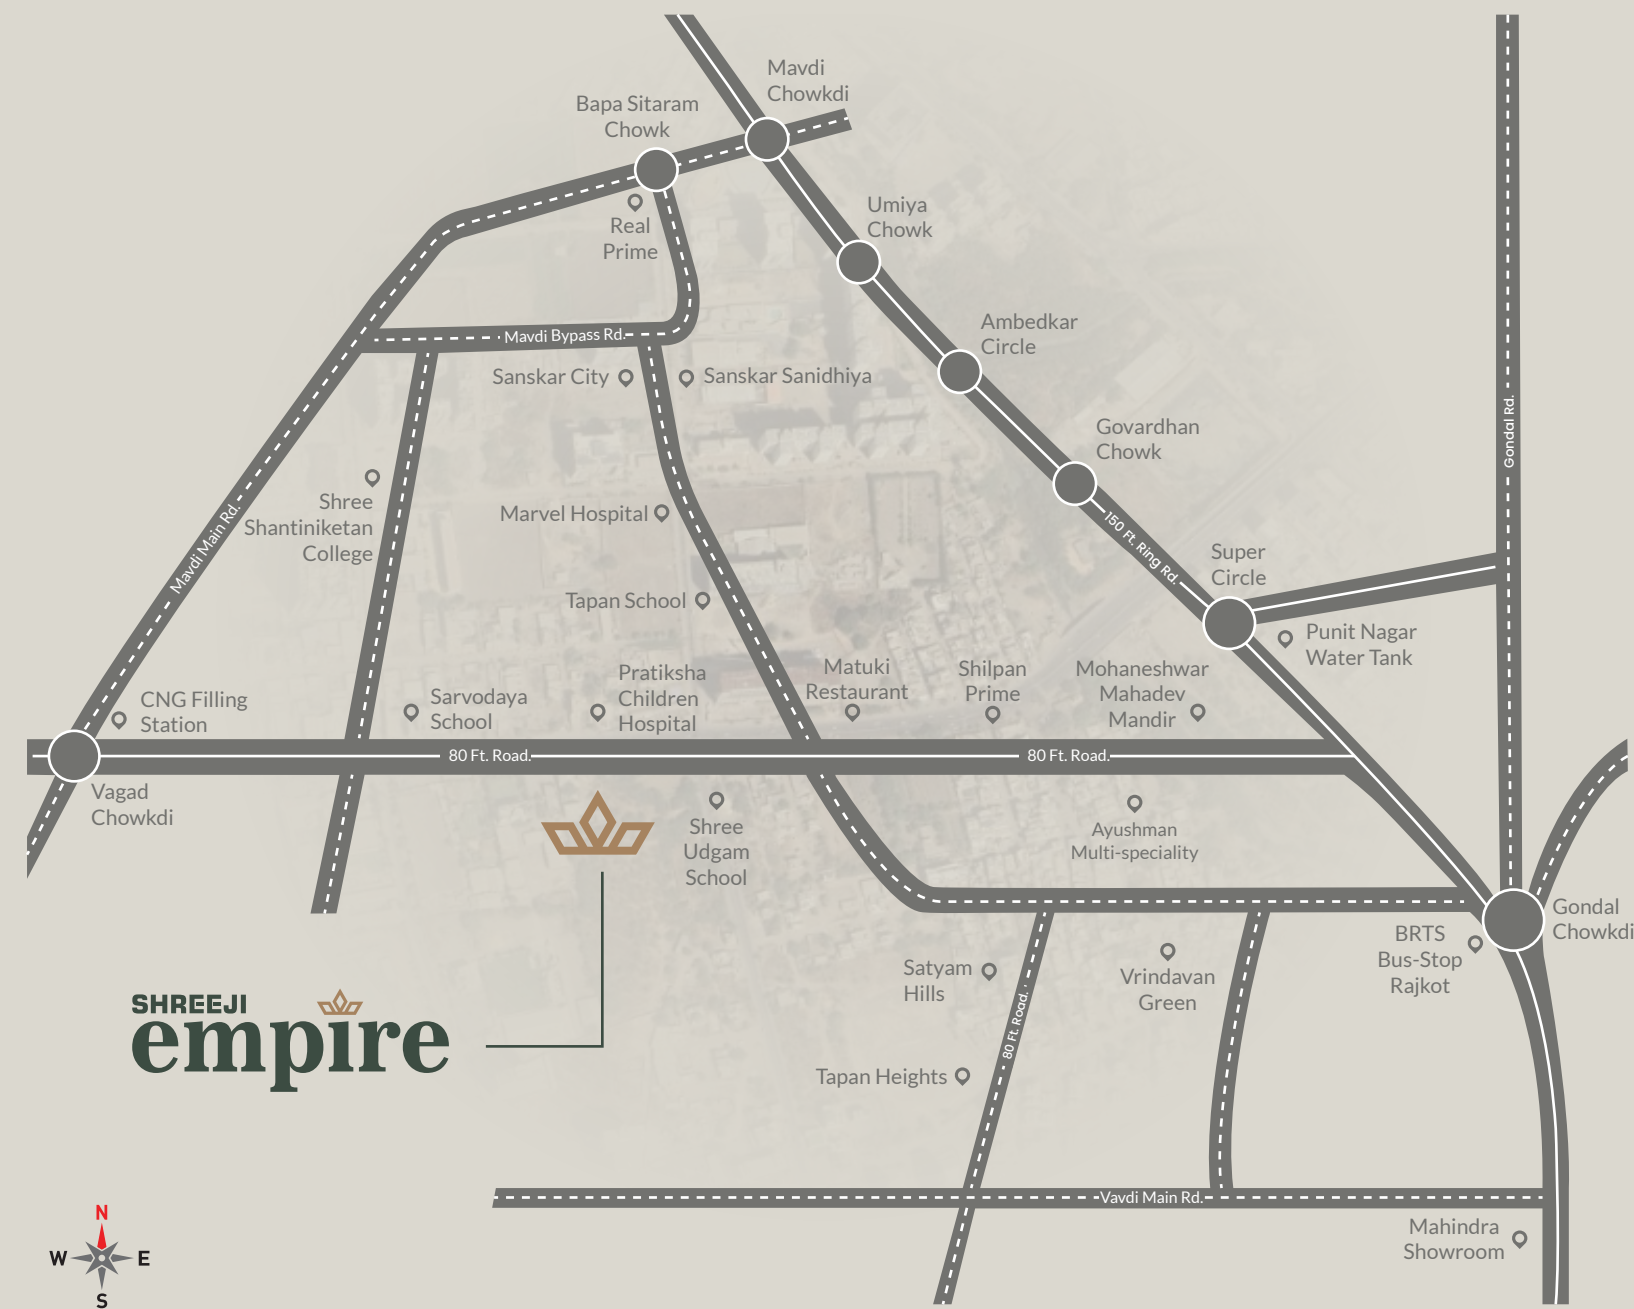 Mavdi
Chowkdi
Bapa Sitaram
Chowk
Real
Prime
Umiya
Chowk
Ambedkar
Circle
Mavdi Bypass Rd.
Sanskar City
Sanskar Sanidhiya
Govardhan
Chowk
Gondal Rd.
Shree
Shantiniketan
College
Mavdi Main Rd.
Marvel Hospital
150 Ft. Ring Rd.
Super
Circle
Tapan School
Punit Nagar
Water Tank
CNG Filling
Station
Sarvodaya
School
Pratiksha
Children
Hospital
Matuki
Restaurant
Shilpan
Prime
Mohaneshwar
Mahadev
Mandir
80 Ft. Road.
80 Ft. Road.
Vagad
Chowkdi
Shree
Udgam
School
Ayushman
Multi-speciality
Gondal
Chowkdi
BRTS
Bus-Stop
Rajkot
Satyam
Hills
Vrindavan
Green
80 Ft. Road.
SHREEJI
empire
Tapan Heights
Vavdi Main Rd.
Mahindra
Showroom
N
W
E
S